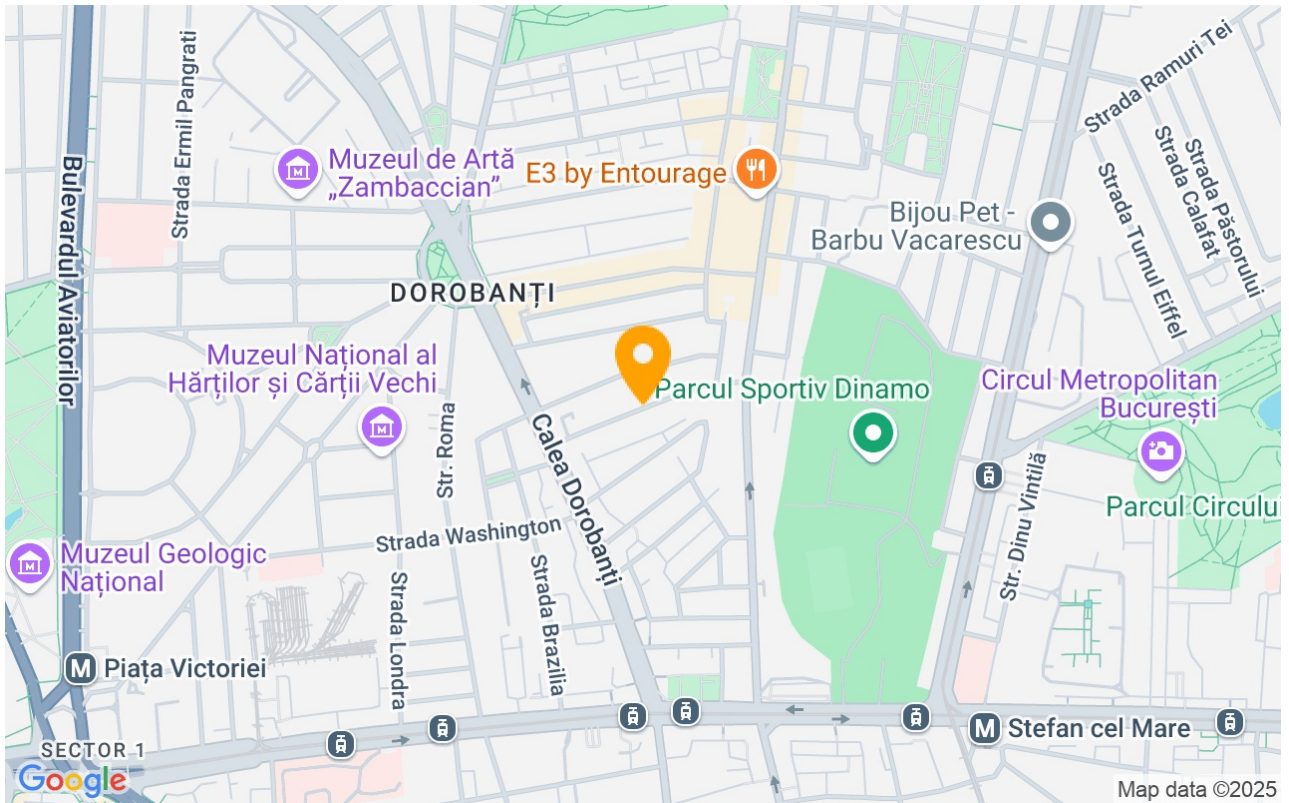 Strada Ermil Pangrati
Strada Ramuri Tei
Muzeul de Artă
„Zambaccian”
E3 by Entourage
Strada Păstorului
Strada Calafat
Strada Turnul Eiffel
Bulevardul Aviatorilor
Bijou Pet -
Barbu Vacarescu
DOROBANȚI
Muzeul Național al
Hărților și Cărții Vechi
Parcul Sportiv Dinamo
Circul Metropolitan
București
Str. Roma
Calea Dorobanți
Str. Dinu Vintilă
Parcul Circului
Strada Washington
Muzeul Geologic
Național
Strada Londra
Strada Brazilia
M Piața Victoriei
M Stefan cel Mare
SECTOR 1
Google
Map data ©2025